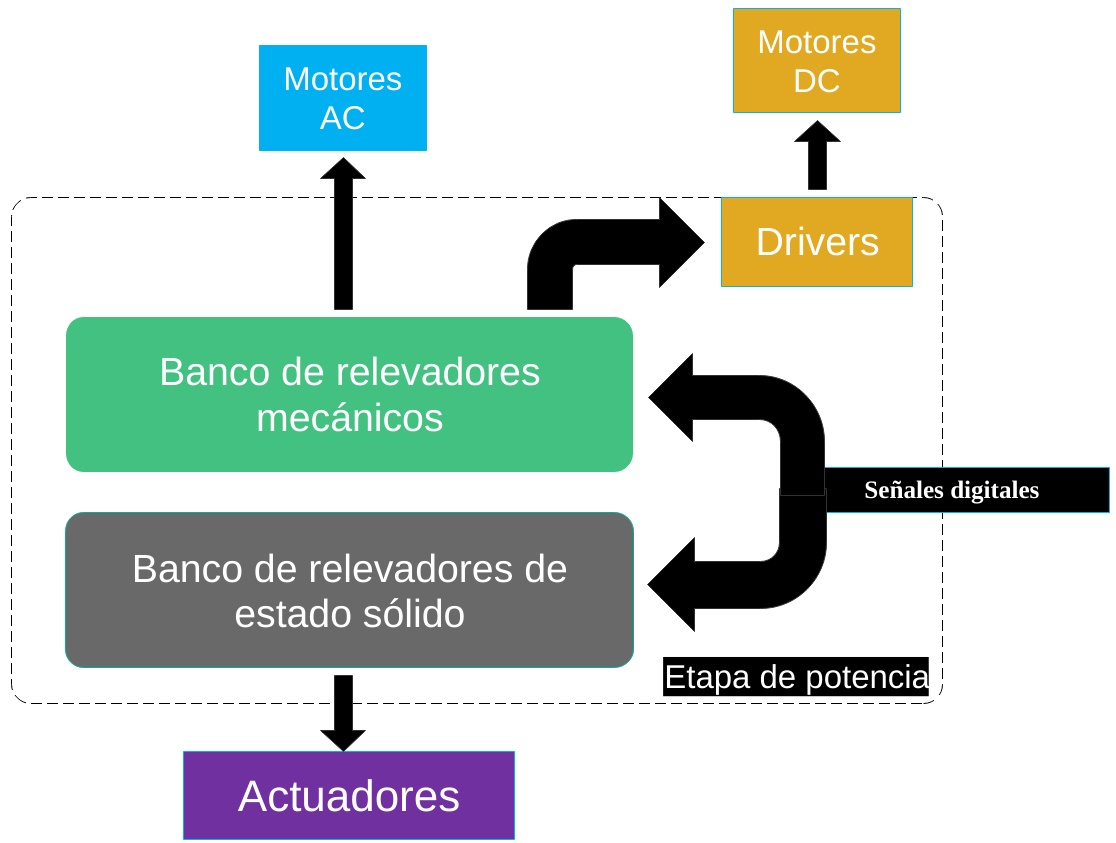 Motores
DC
Motores
AC
Drivers
Banco de relevadores
mecánicos
Señales digitales
Banco de relevadores de
estado sólido
Etapa de potencia
Actuadores